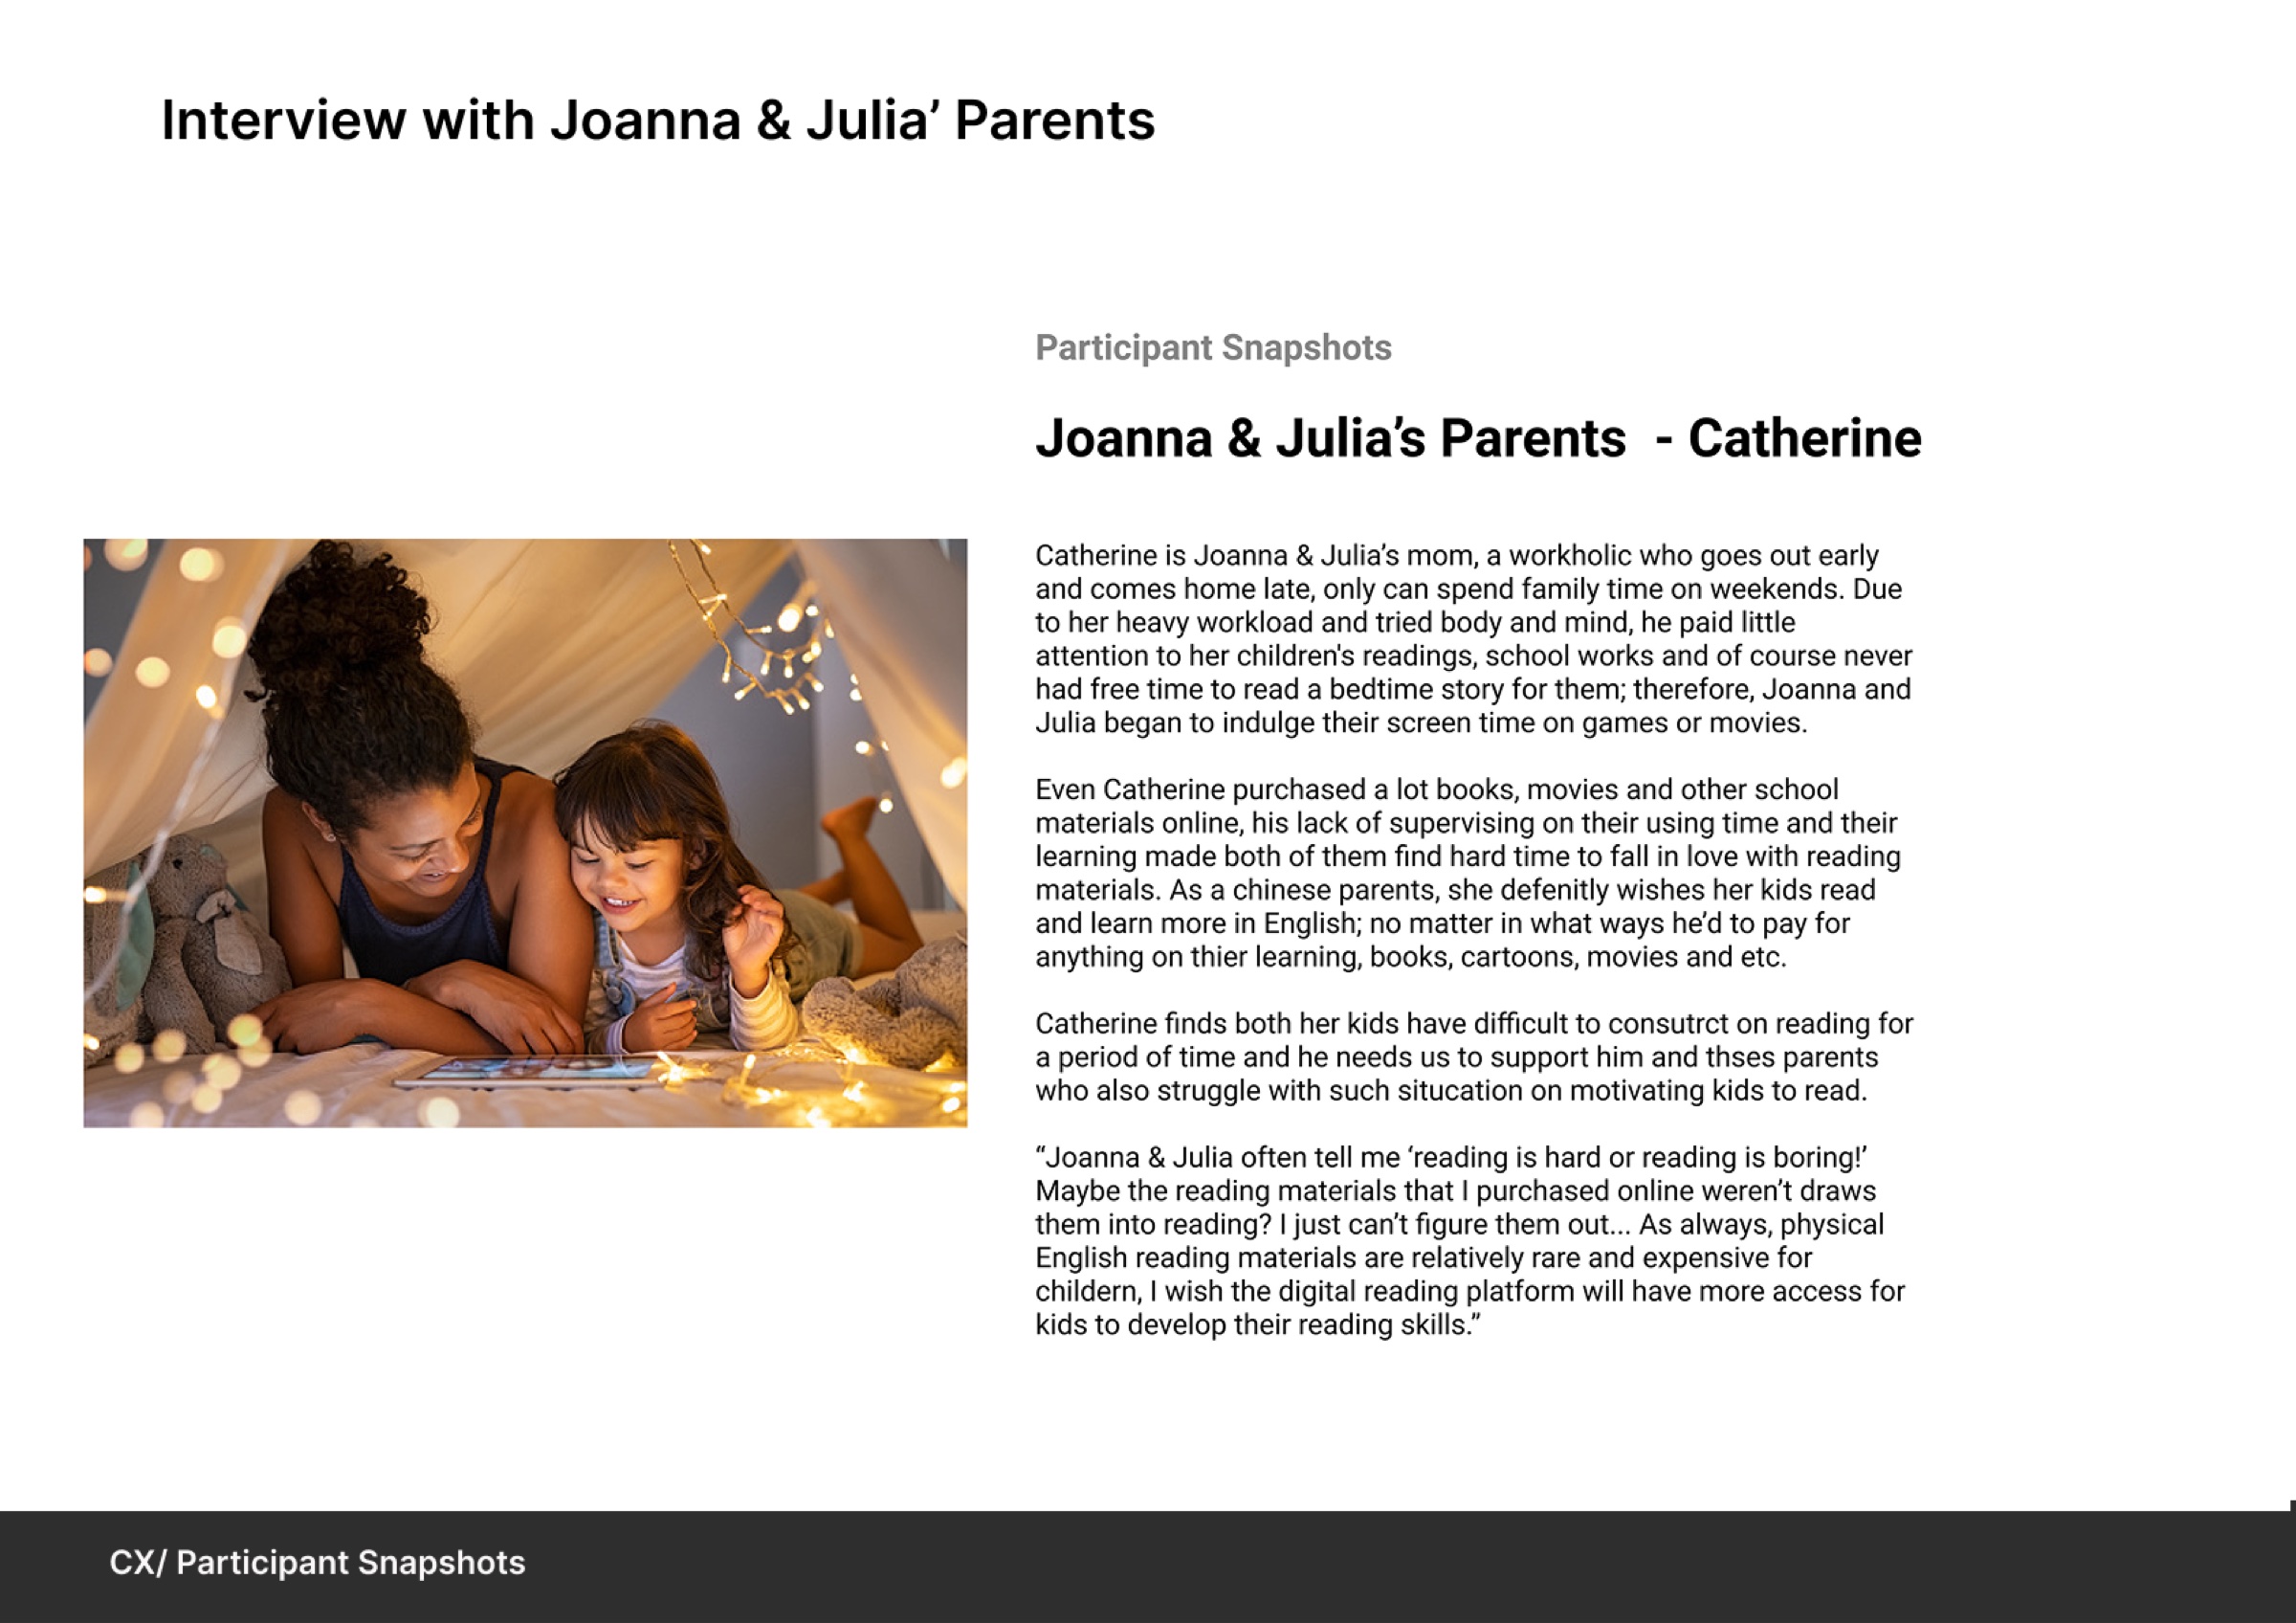 Interview with Joanna & Julia’ Parents
Participant Snapshots
Joanna & Julia’s Parents  - Catherine
Catherine is Joanna & Julia’s mom, a workholic who goes out early
and comes home late, only can spend family time on weekends. Due
to her heavy workload and tried body and mind, he paid little
attention to her children's readings, school works and of course never
had free time to read a bedtime story for them; therefore, Joanna and
Julia began to indulge their screen time on games or movies.
Even Catherine purchased a lot books, movies and other school
materials online, his lack of supervising on their using time and their
learning made both of them find hard time to fall in love with reading
materials. As a chinese parents, she defenitly wishes her kids read
and learn more in English; no matter in what ways he’d to pay for
anything on thier learning, books, cartoons, movies and etc.
Catherine finds both her kids have difficult to consutrct on reading for
a period of time and he needs us to support him and thses parents
who also struggle with such situcation on motivating kids to read.
“Joanna & Julia often tell me ‘reading is hard or reading is boring!’
Maybe the reading materials that I purchased online weren’t draws
them into reading? I just can’t figure them out... As always, physical
English reading materials are relatively rare and expensive for
childern, I wish the digital reading platform will have more access for
kids to develop their reading skills.”
CX/ Participant Snapshots